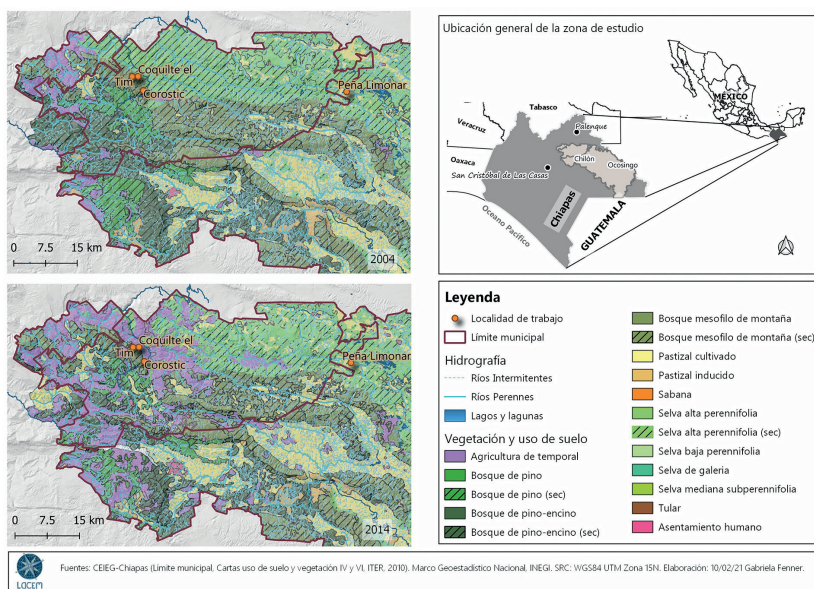 Coquilte el
Tim
Corostic
Peña Limonar
0 7.5 15 km
2004
Coquilte el
Tim
Corostic
Peña Limonar
0 7.5 15 km
2014
Ubicación general de la zona de estudio
MÉXICO
Tabasco
Veracruz
Palenque
Chilón
Ocosingo
Oaxaca
San Cristóbal de Las Casas
Chiapas
GUATEMALA
Oceano Pacífico
Leyenda
Localidad de trabajo
Límite municipal
Hidrografía
Ríos Intermitentes
Ríos Perennes
Lagos y lagunas
Vegetación y uso de suelo
Agricultura de temporal
Bosque de pino
Bosque de pino (sec)
Bosque de pino-encino
Bosque de pino-encino (sec)
Bosque mesofilo de montaña
Bosque mesofilo de montaña (sec)
Pastizal cultivado
Pastizal inducido
Sabana
Selva alta perennifolia
Selva alta perennifolia (sec)
Selva baja perennifolia
Selva de galeria
Selva mediana subperennifolia
Tular
Asentamiento humano
LACEM
Fuentes: CEIEG-Chiapas (Límite municipal, Cartas uso de suelo y vegetación IV y VI, ITER, 2010). Marco Geoestadístico Nacional, INEGI. SRC: WGS84 UTM Zona 15N. Elaboración: 10/02/21 Gabriela Fenner.